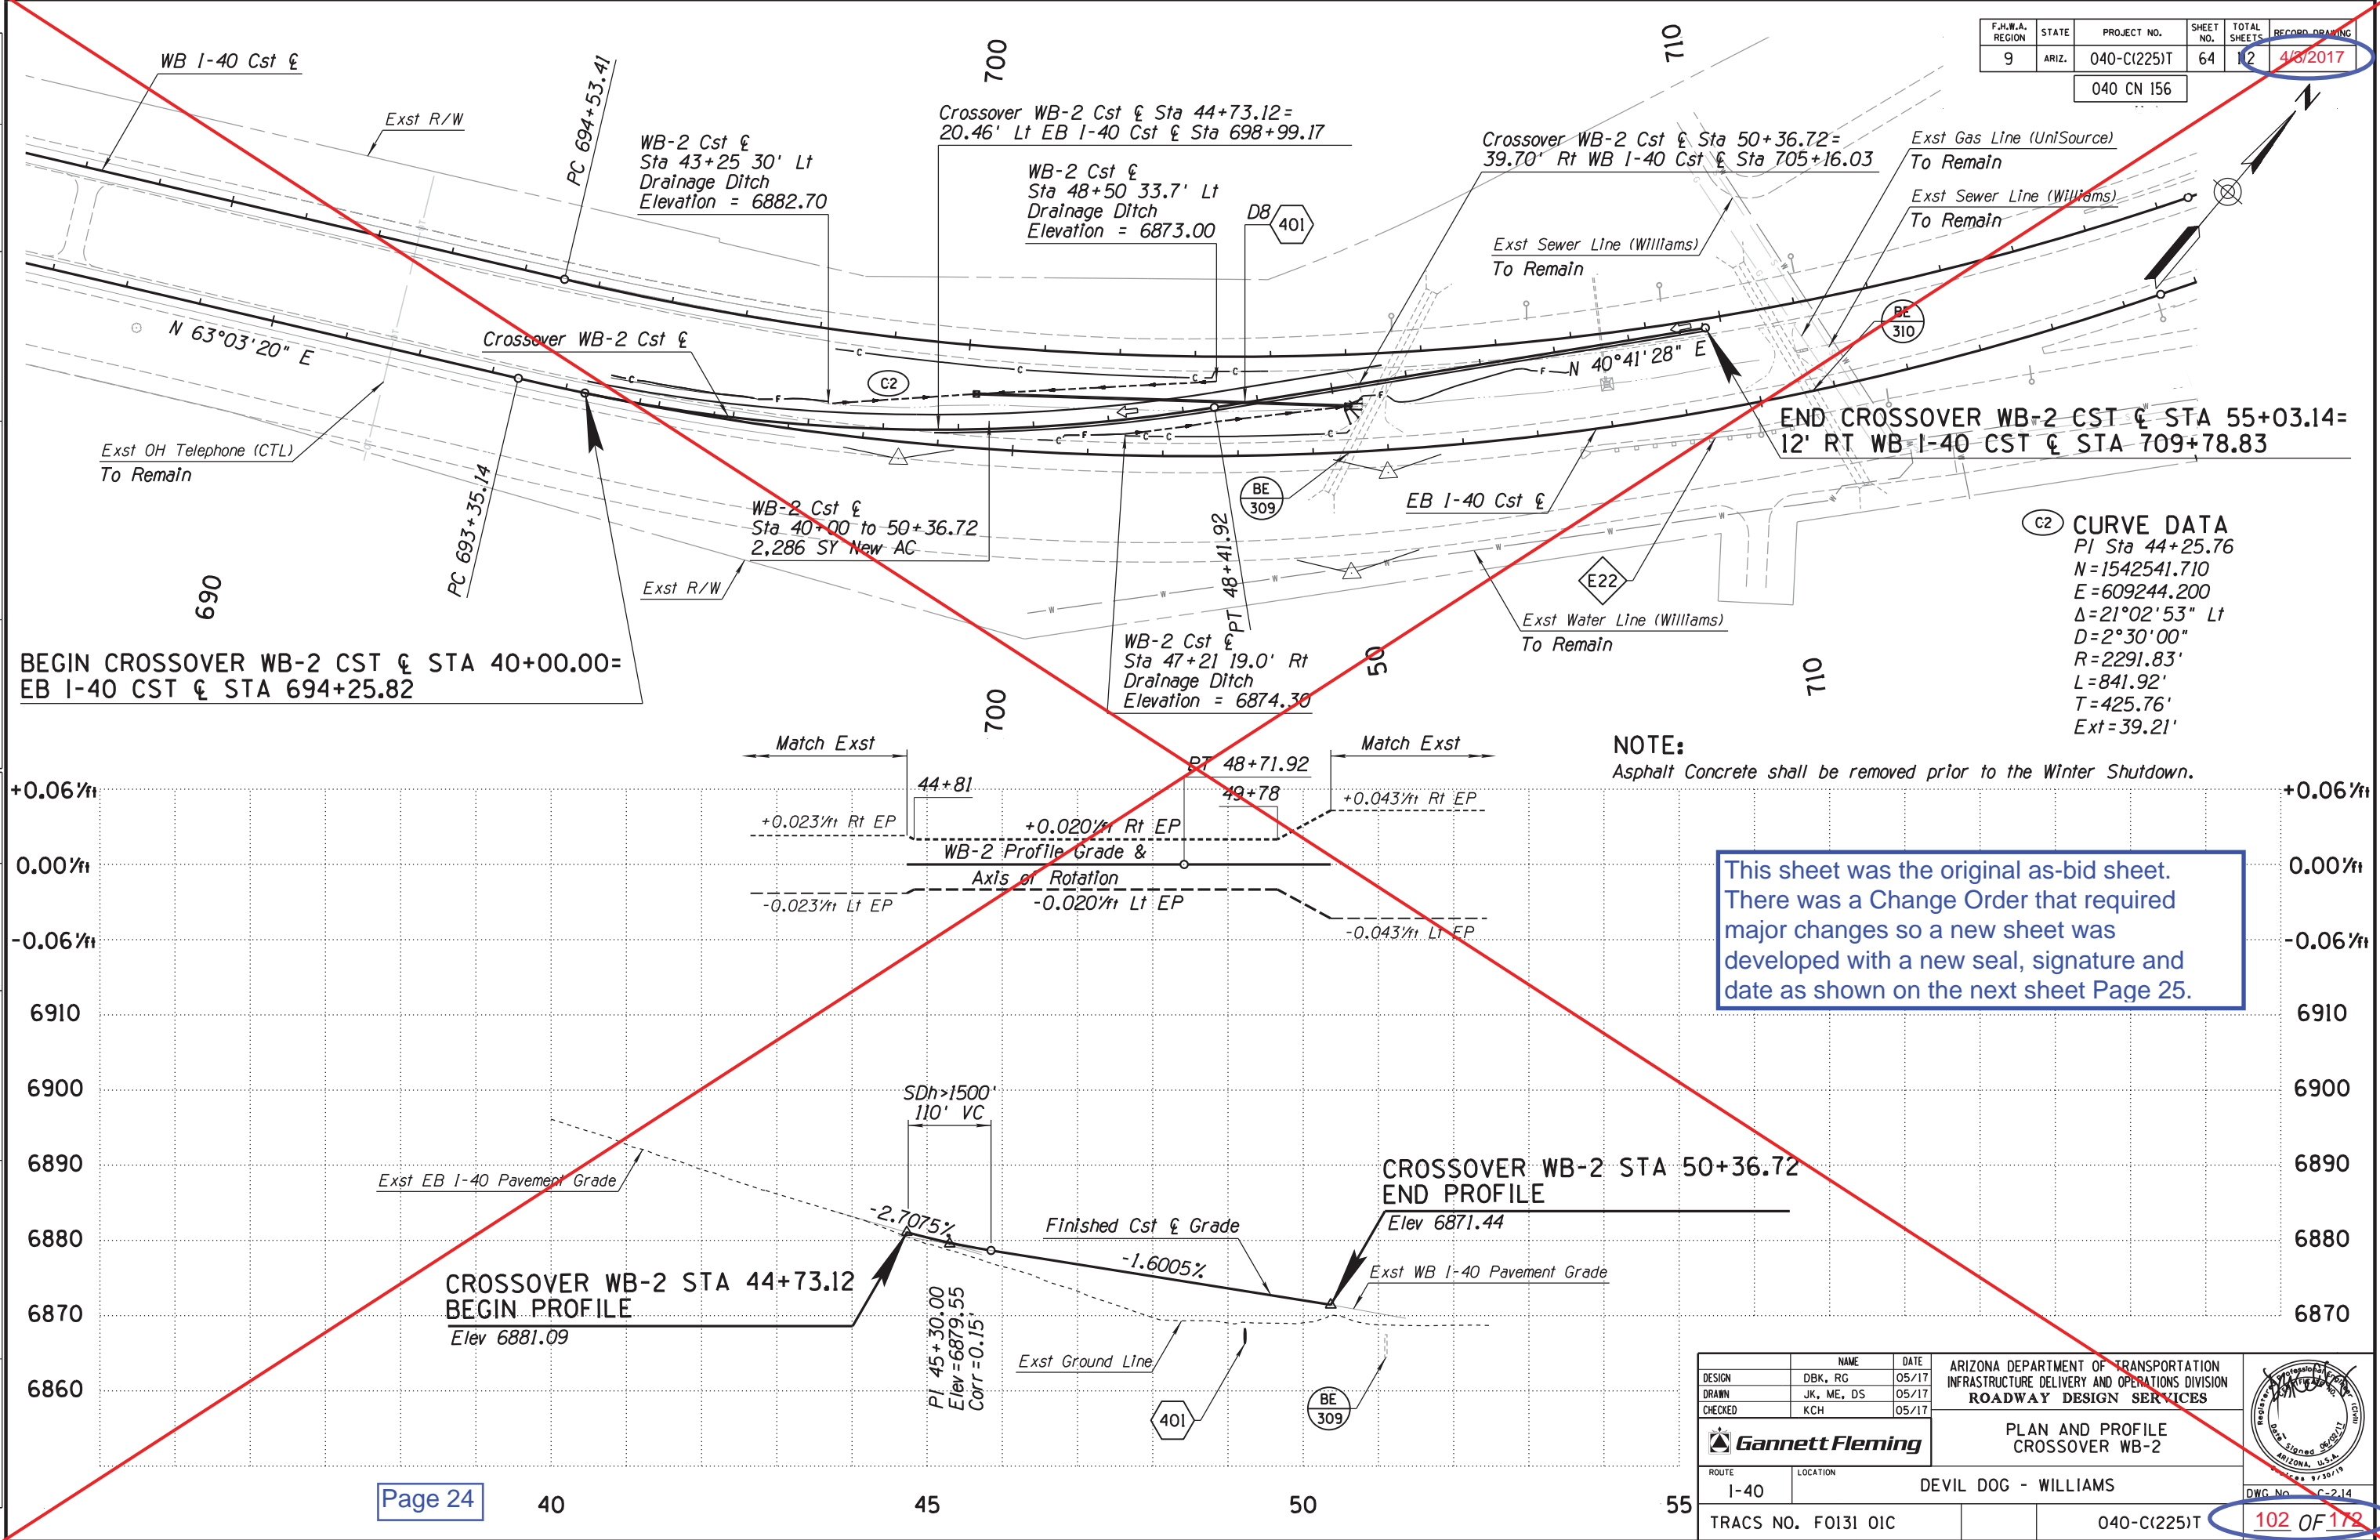 F.H.W.A. REGION STATE PROJECT NO. SHEET NO. TOTAL SHEETS RECORD DRAWING
9 ARIZ. 040-C(225)T 64 112 4/3/2017
040 CN 156
WB I-40 Cst ℄
Exst R/W
PC 694+53.41
700
710
WB-2 Cst ℄
Sta 43+25 30' Lt
Drainage Ditch
Elevation = 6882.70
Crossover WB-2 Cst ℄ Sta 44+73.12=
20.46' Lt EB I-40 Cst ℄ Sta 698+99.17
WB-2 Cst ℄
Sta 48+50 33.7' Lt
Drainage Ditch
Elevation = 6873.00
D8 401
Crossover WB-2 Cst ℄ Sta 50+36.72=
39.70' Rt WB I-40 Cst ℄ Sta 705+16.03
Exst Gas Line (UniSource)
To Remain
Exst Sewer Line (Williams)
To Remain
Exst Sewer Line (Williams)
To Remain
N
N 63°03'20" E
Crossover WB-2 Cst ℄
C2
N 40°41'28" E
BE
310
Exst OH Telephone (CTL)
To Remain
PC 693+35.14
WB-2 Cst ℄
Sta 40+00 to 50+36.72
2,286 SY New AC
Exst R/W
690
BE
309
PT 48+41.92
EB I-40 Cst ℄
E22
Exst Water Line (Williams)
To Remain
END CROSSOVER WB-2 CST ℄ STA 55+03.14=
12' RT WB I-40 CST ℄ STA 709+78.83
C2 CURVE DATA
PI Sta 44+25.76
N=1542541.710
E=609244.200
Δ=21°02'53" Lt
D=2°30'00"
R=2291.83'
L=841.92'
T=425.76'
Ext=39.21'
BEGIN CROSSOVER WB-2 CST ℄ STA 40+00.00=
EB I-40 CST ℄ STA 694+25.82
WB-2 Cst ℄
Sta 47+21 19.0' Rt
Drainage Ditch
Elevation = 6874.30
700
50
710
NOTE:
Asphalt Concrete shall be removed prior to the Winter Shutdown.
Match Exst
Match Exst
PT 48+71.92
44+81
49+78
+0.06'/ft
+0.06'/ft
+0.023'/ft Rt EP
+0.020'/ft Rt EP
+0.043'/ft Rt EP
WB-2 Profile Grade &
0.00'/ft
0.00'/ft
Axis of Rotation
-0.023'/ft Lt EP
-0.020'/ft Lt EP
-0.043'/ft Lt EP
-0.06'/ft
-0.06'/ft
This sheet was the original as-bid sheet.
There was a Change Order that required
major changes so a new sheet was
developed with a new seal, signature and
date as shown on the next sheet Page 25.
6910
6910
6900
6900
SDh>1500'
110' VC
6890
6890
Exst EB I-40 Pavement Grade
-2.7075%
Finished Cst ℄ Grade
-1.6005%
CROSSOVER WB-2 STA 50+36.72
END PROFILE
Elev 6871.44
6880
6880
Exst WB I-40 Pavement Grade
CROSSOVER WB-2 STA 44+73.12
BEGIN PROFILE
Elev 6881.09
6870
6870
PI 45+30.00
Elev=6879.55
Corr=0.15'
Exst Ground Line
6860
6860
401
BE
309
Page 24
40
45
50
55
NAME DATE
DESIGN DBK, RG 05/17
DRAWN JK, ME, DS 05/17
CHECKED KCH 05/17
ARIZONA DEPARTMENT OF TRANSPORTATION
INFRASTRUCTURE DELIVERY AND OPERATIONS DIVISION
ROADWAY DESIGN SERVICES
Gannett Fleming
PLAN AND PROFILE
CROSSOVER WB-2
ROUTE
I-40
LOCATION
DEVIL DOG - WILLIAMS
DWG No. C-2.14
TRACS NO. F0131 01C
040-C(225)T
102 OF 172